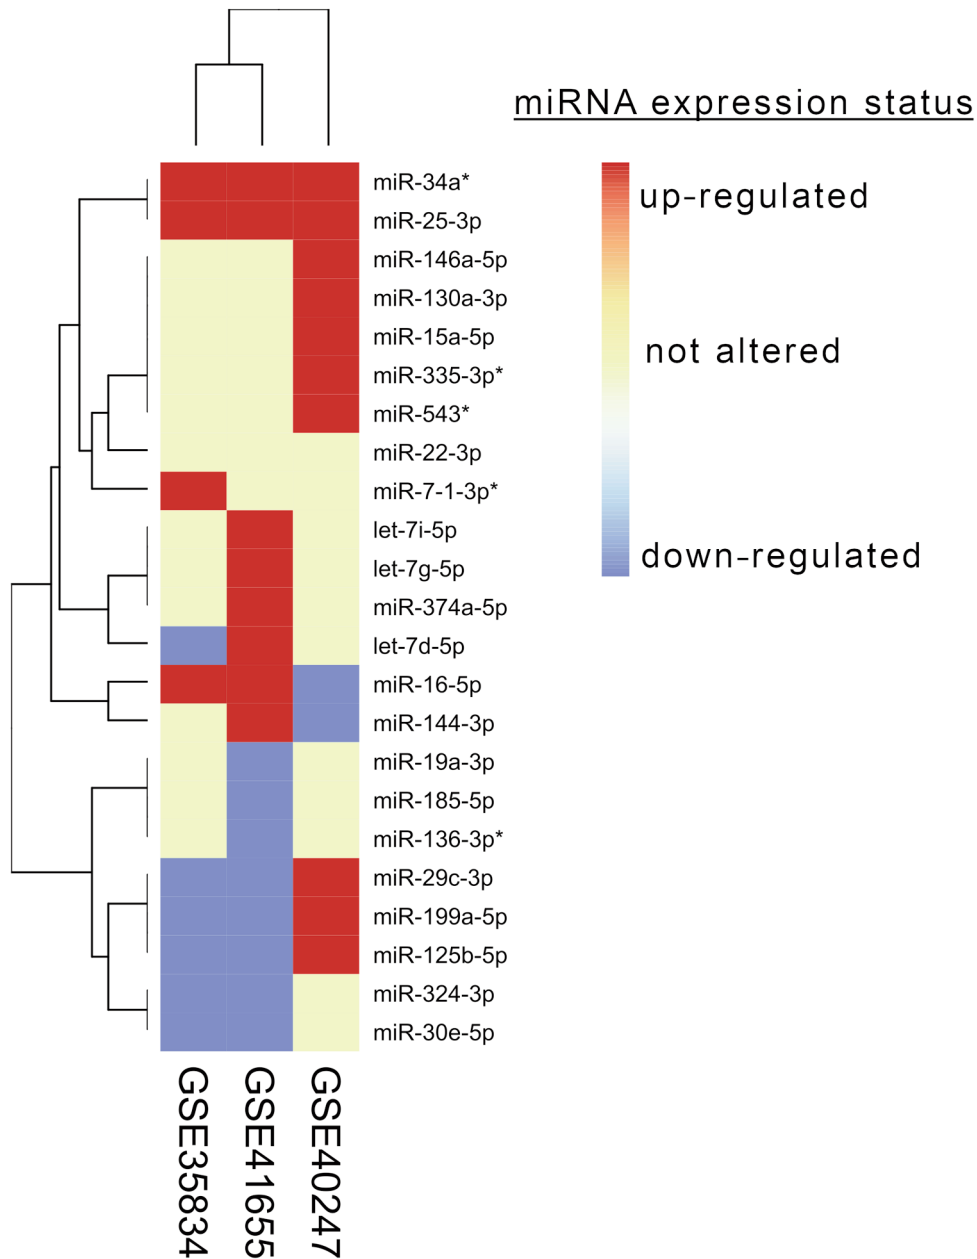 miRNA expression status
up-regulated
not altered
down-regulated
miR-34a*
miR-25-3p
miR-146a-5p
miR-130a-3p
miR-15a-5p
miR-335-3p*
miR-543*
miR-22-3p
miR-7-1-3p*
let-7i-5p
let-7g-5p
miR-374a-5p
let-7d-5p
miR-16-5p
miR-144-3p
miR-19a-3p
miR-185-5p
miR-136-3p*
miR-29c-3p
miR-199a-5p
miR-125b-5p
miR-324-3p
miR-30e-5p
GSE35834
GSE41655
GSE40247